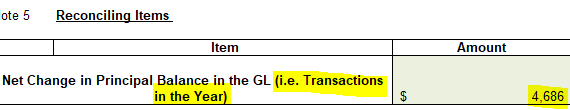 ote 5 Reconciling Items
Item Amount
Net Change in Principal Balance in the GL (i.e. Transactions
in the Year) $ 4,686